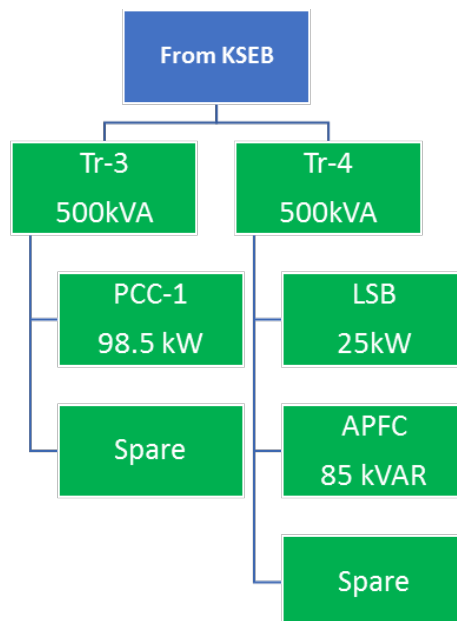 From KSEB
Tr-3
500kVA
Tr-4
500kVA
PCC-1
98.5 kW
LSB
25kW
Spare
APFC
85 kVAR
Spare